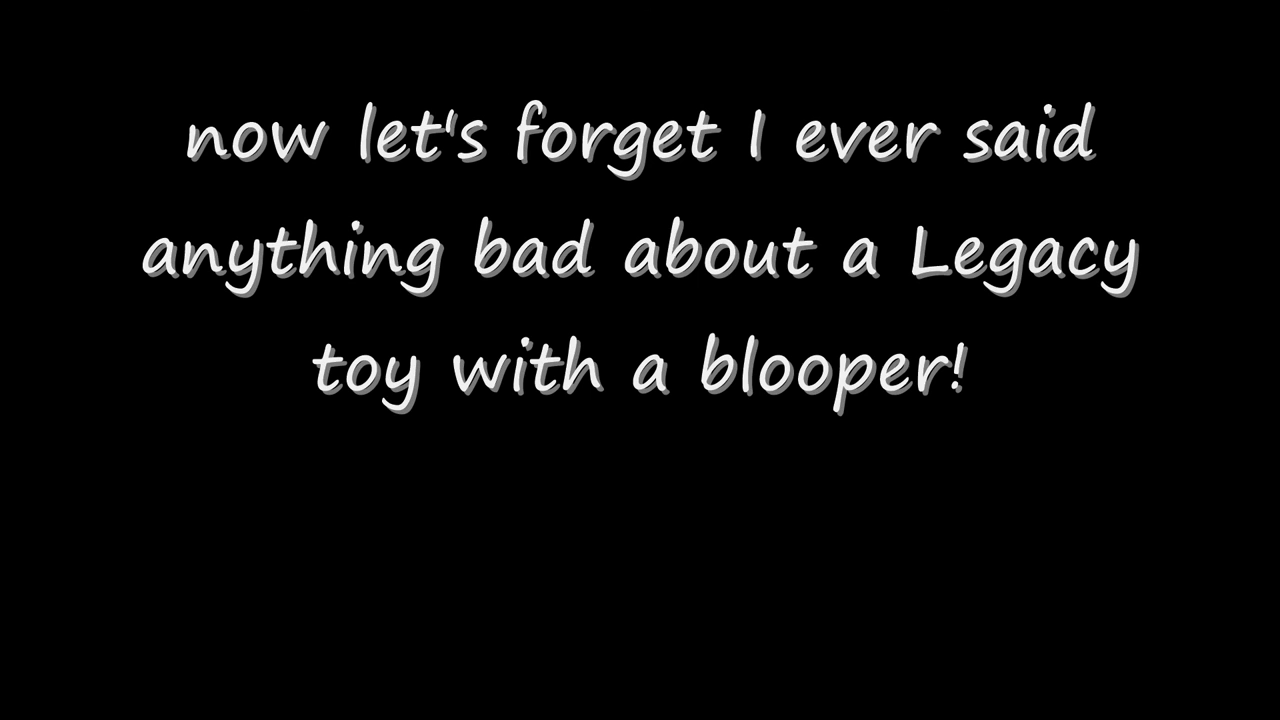 now let's forget I ever said
anything bad about a Legacy
toy with a blooper!